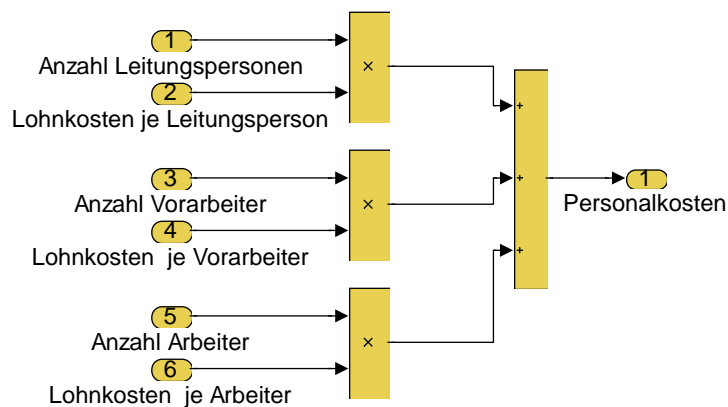 1
Anzahl Leitungspersonen
2
Lohnkosten je Leitungsperson
×
3
Anzahl Vorarbeiter
4
Lohnkosten je Vorarbeiter
×
5
Anzahl Arbeiter
6
Lohnkosten je Arbeiter
×
+
+
+
1
Personalkosten